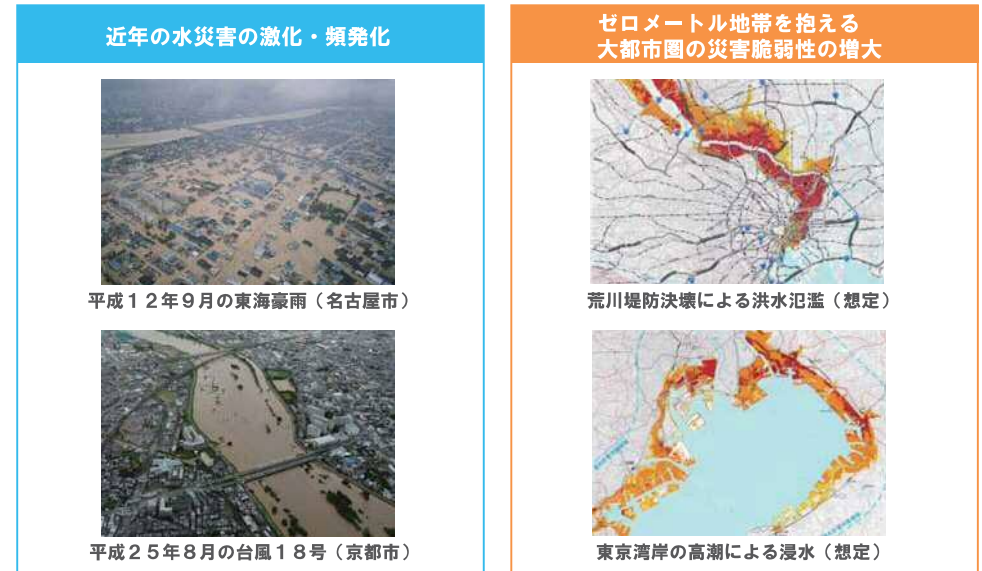 近年の水災害の激化・頻発化
平成１２年９月の東海豪雨（名古屋市）
平成２５年８月の台風１８号（京都市）
ゼロメートル地帯を抱える
大都市圏の災害脆弱性の増大
荒川堤防決壊による洪水氾濫（想定）
東京湾岸の高潮による浸水（想定）